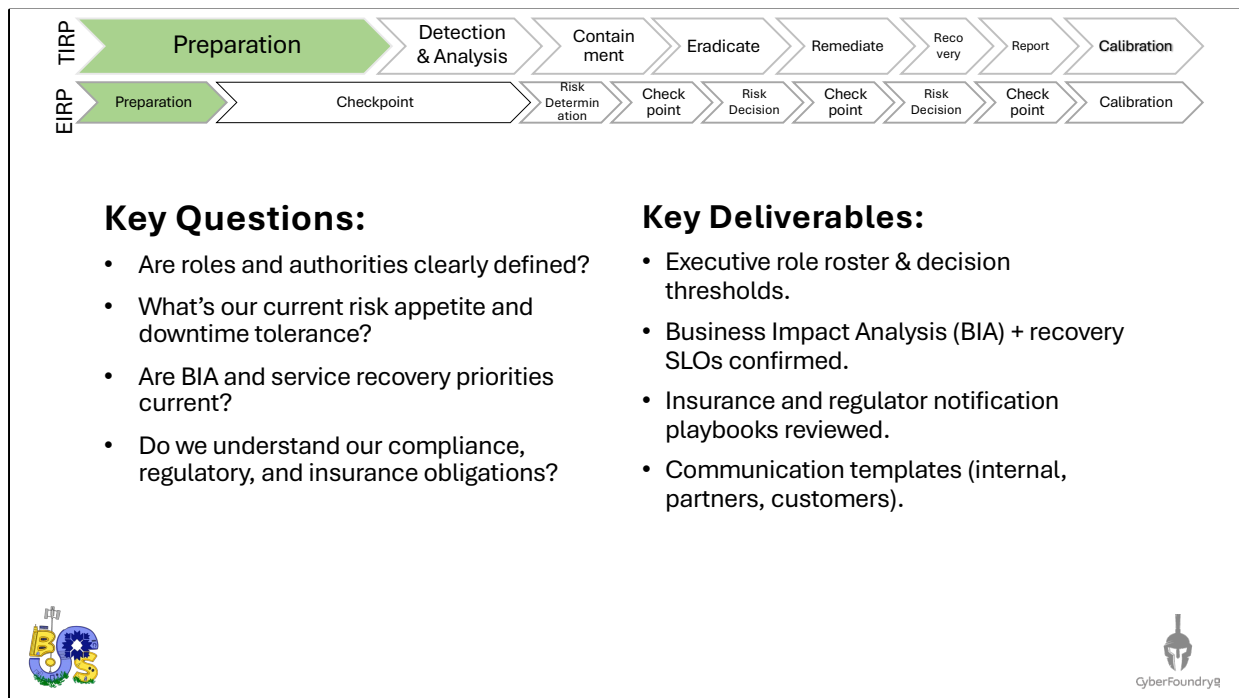 TIRP
Preparation
Detection
& Analysis
Contain
ment
Eradicate
Remediate
Reco
very
Report
Calibration
EIRP
Preparation
Checkpoint
Risk
Determin
ation
Check
point
Risk
Decision
Check
point
Risk
Decision
Check
point
Calibration
Key Questions:
• Are roles and authorities clearly defined?
• What’s our current risk appetite and
downtime tolerance?
• Are BIA and service recovery priorities
current?
• Do we understand our compliance,
regulatory, and insurance obligations?
Key Deliverables:
• Executive role roster & decision
thresholds.
• Business Impact Analysis (BIA) + recovery
SLOs confirmed.
• Insurance and regulator notification
playbooks reviewed.
• Communication templates (internal,
partners, customers).
CyberFoundry